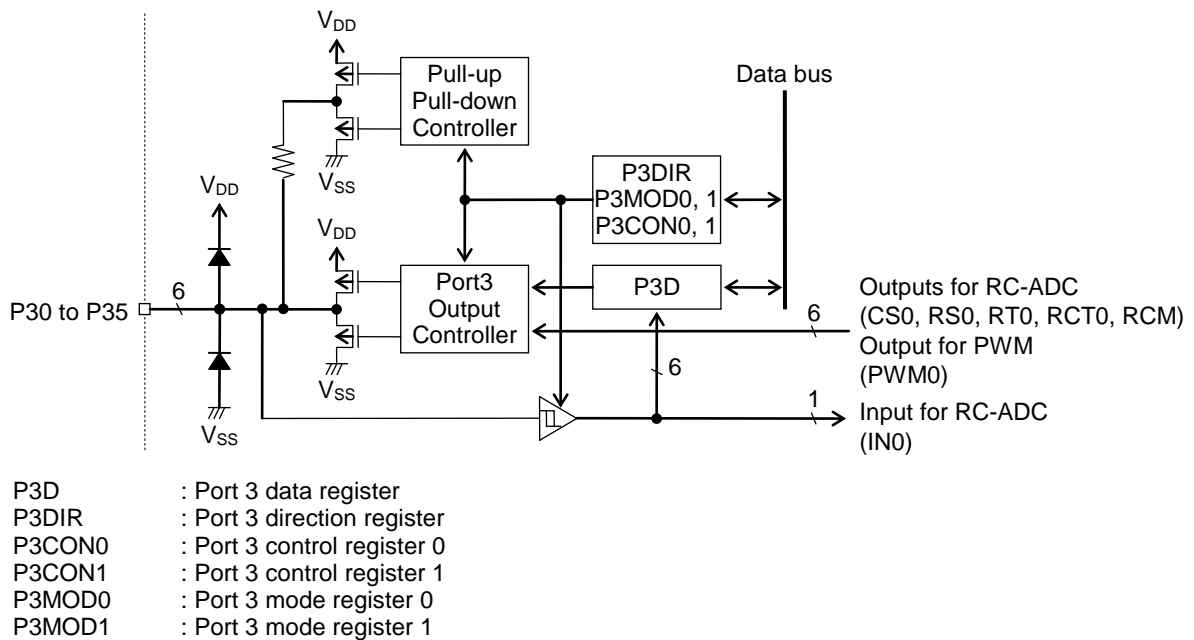 VDD
Pull-up
Pull-down
Controller
Data bus
VSS
P3DIR
P3MOD0, 1
P3CON0, 1
VDD
VDD
6
P30 to P35
Port3
Output
Controller
P3D
6
Outputs for RC-ADC
(CS0, RS0, RT0, RCT0, RCM)
Output for PWM
(PWM0)
VSS
6
VSS
1
Input for RC-ADC
(IN0)
P3D : Port 3 data register
P3DIR : Port 3 direction register
P3CON0 : Port 3 control register 0
P3CON1 : Port 3 control register 1
P3MOD0 : Port 3 mode register 0
P3MOD1 : Port 3 mode register 1